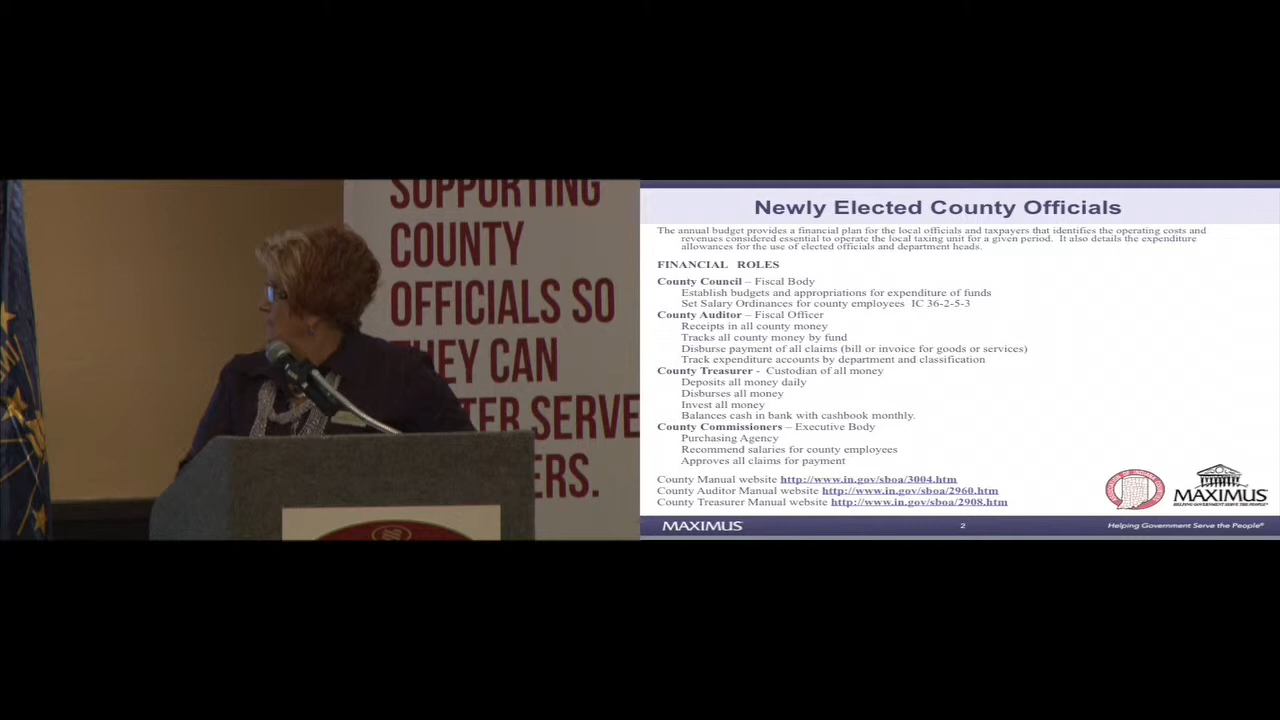 SUPPORTING
COUNTY
OFFICIALS SO
THEY CAN
TER SERVE
ERS.
Newly Elected County Officials
The annual budget provides a financial plan for the local officials and taxpayers that identifies the operating costs and
revenues considered essential to operate the local taxing unit for a given period. It also details the expenditure
allowances for the use of elected officials and department heads.
FINANCIAL ROLES
County Council – Fiscal Body
Establish budgets and appropriations for expenditure of funds
Set Salary Ordinances for county employees IC 36-2-5-3
County Auditor – Fiscal Officer
Receipts in all county money
Tracks all county money by fund
Disburse payment of all claims (bill or invoice for goods or services)
Track expenditure accounts by department and classification
County Treasurer - Custodian of all money
Deposits all money daily
Disburses all money
Invest all money
Balances cash in bank with cashbook monthly.
County Commissioners – Executive Body
Purchasing Agency
Recommend salaries for county employees
Approves all claims for payment
County Manual website http://www.in.gov/sboa/3004.htm
County Auditor Manual website http://www.in.gov/sboa/2960.htm
County Treasurer Manual website http://www.in.gov/sboa/2908.htm
MAXIMUS
HELPING GOVERNMENT SERVE THE PEOPLE®
MAXIMUS
2
Helping Government Serve the People®